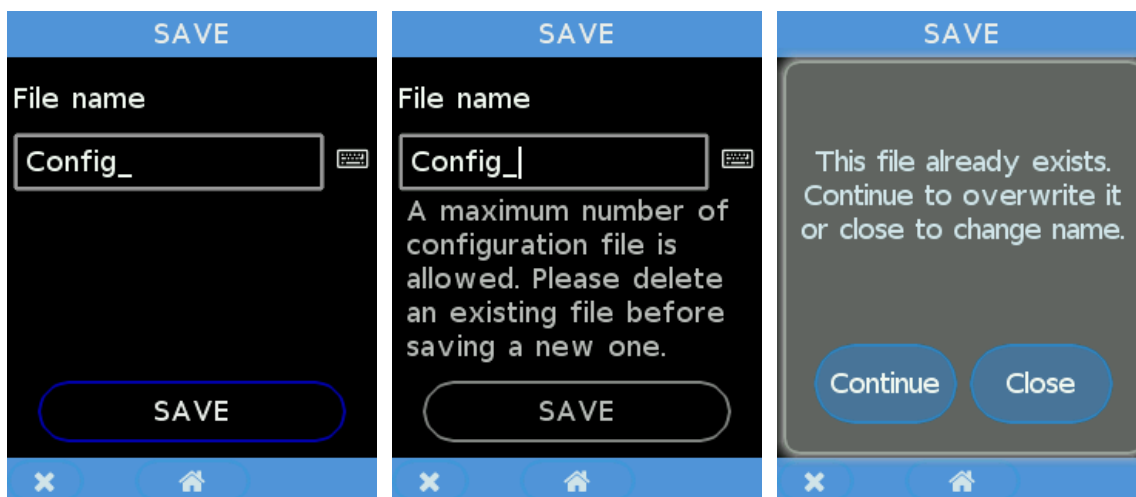 SAVE
File name
Config_
SAVE
SAVE
File name
Config_
A maximum number of
configuration file is
allowed. Please delete
an existing file before
saving a new one.
SAVE
SAVE
This file already exists.
Continue to overwrite it
or close to change name.
Continue
Close